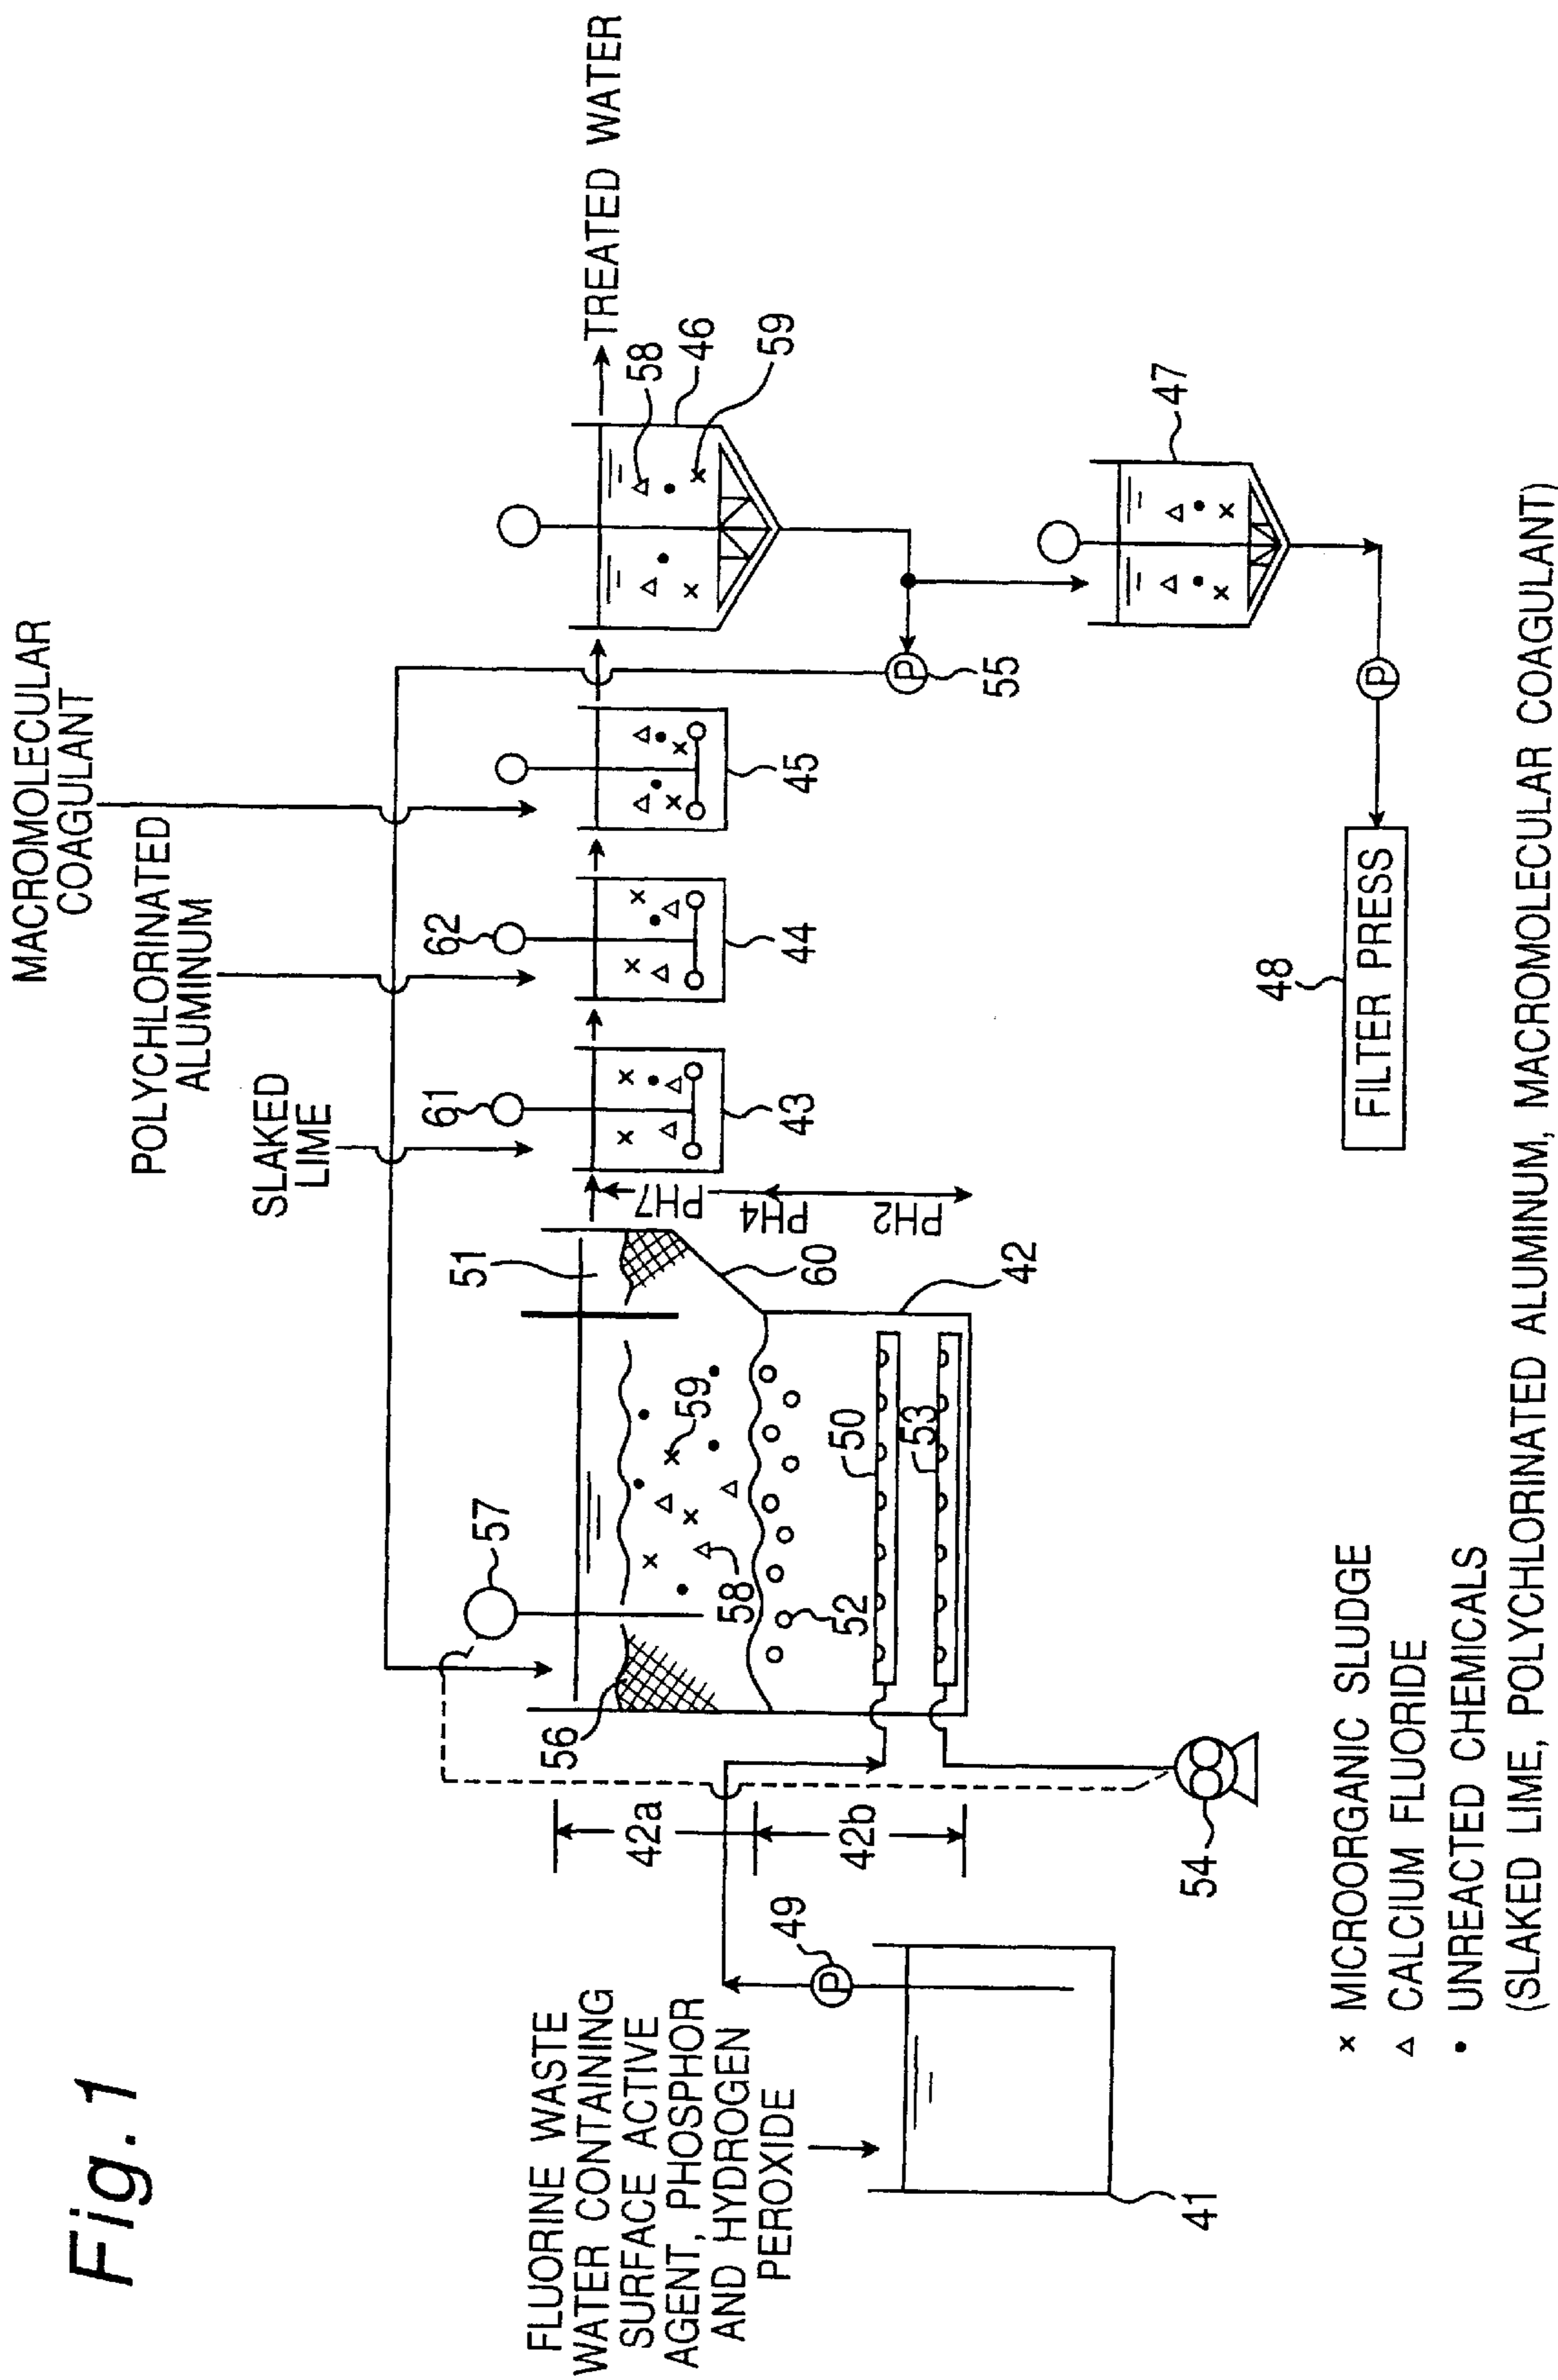 Fig.1
MACROMOLECULAR
COAGULANT
POLYCHLORINATED
ALUMINUM
SLAKED
LIME
61
62
57
51
56
58
59
52
50
53
60
42
PH7
PH4
PH2
43
44
45
58
46
59
TREATED WATER
55
47
48
FILTER PRESS
42a
42b
49
54
FLUORINE WASTE
WATER CONTAINING
SURFACE ACTIVE
AGENT, PHOSPHOR
AND HYDROGEN
PEROXIDE
41
P
P
P
× MICROORGANIC SLUDGE
△ CALCIUM FLUORIDE
• UNREACTED CHEMICALS
(SLAKED LIME, POLYCHLORINATED ALUMINUM, MACROMOLECULAR COAGULANT)